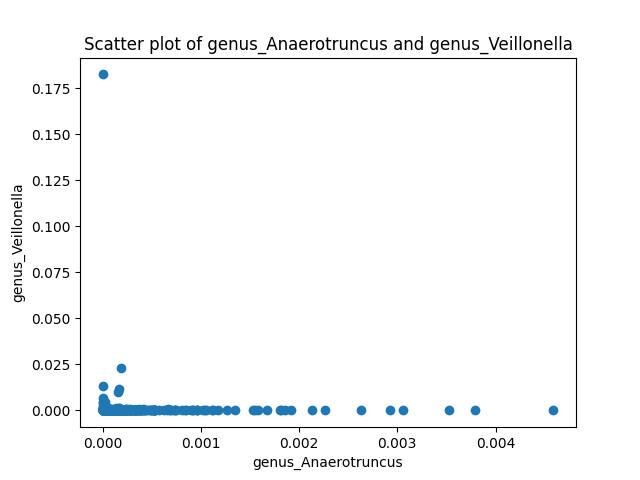 Scatter plot of genus_Anaerotruncus and genus_Veillonella
0.175
0.150
0.125
0.100
0.075
0.050
0.025
0.000
genus_Veillonella
0.000 0.001 0.002 0.003 0.004
genus_Anaerotruncus